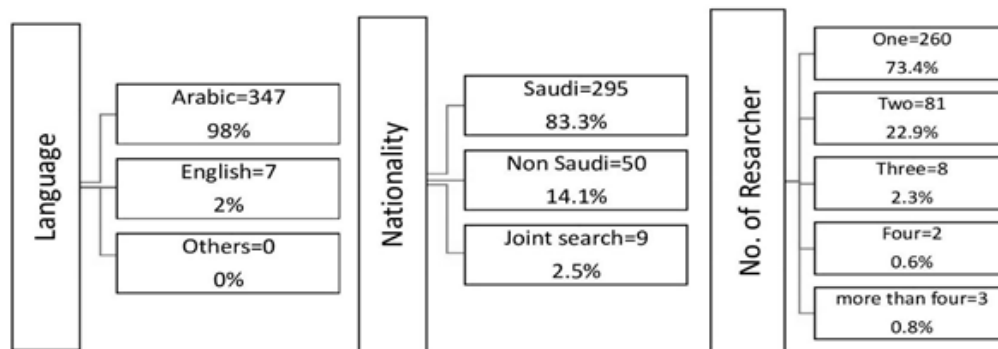 Language
Arabic=347
98%
English=7
2%
Others=0
0%
Nationality
Saudi=295
83.3%
Non Saudi=50
14.1%
Joint search=9
2.5%
No. of Resarcher
One=260
73.4%
Two=81
22.9%
Three=8
2.3%
Four=2
0.6%
more than four=3
0.8%